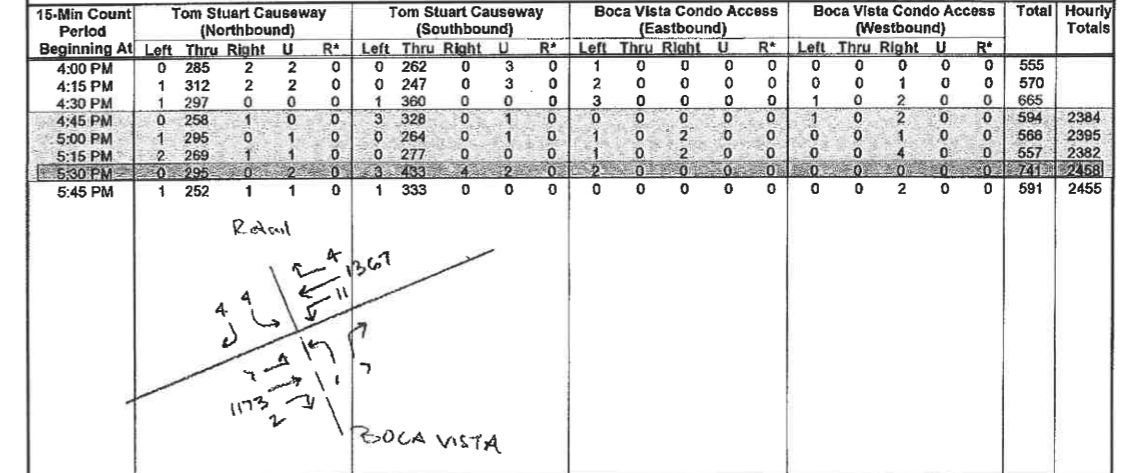 15-Min Count Period Beginning At | Tom Stuart Causeway (Northbound) | Tom Stuart Causeway (Southbound) | Boca Vista Condo Access (Eastbound) | Boca Vista Condo Access (Westbound) | Total | Hourly Totals
Left Thru Right U R* Left Thru Right U R* Left Thru Right U R* Left Thru Right U R*
4:00 PM 0 285 2 2 0 0 262 0 3 0 1 0 0 0 0 0 0 0 0 0 555
4:15 PM 1 312 2 2 0 0 247 0 3 0 2 0 0 0 0 0 0 1 0 0 570
4:30 PM 1 297 0 0 0 1 360 0 0 0 3 0 0 0 0 1 0 2 0 0 665
4:45 PM 0 258 1 0 0 3 328 0 1 0 0 0 0 0 0 1 0 2 0 0 594 2384
5:00 PM 1 295 0 1 0 0 264 0 1 0 1 0 2 0 0 0 0 1 0 0 566 2395
5:15 PM 2 269 1 1 0 0 277 0 0 0 1 0 2 0 0 0 0 4 0 0 557 2382
5:30 PM 0 295 0 2 0 3 433 4 2 0 2 0 0 0 0 0 0 0 0 0 741 2458
5:45 PM 1 252 1 1 0 1 333 0 0 0 0 0 0 0 0 0 0 2 0 0 591 2455
Retail
4
1367
11
4 4
1173
2
BOCA VISTA